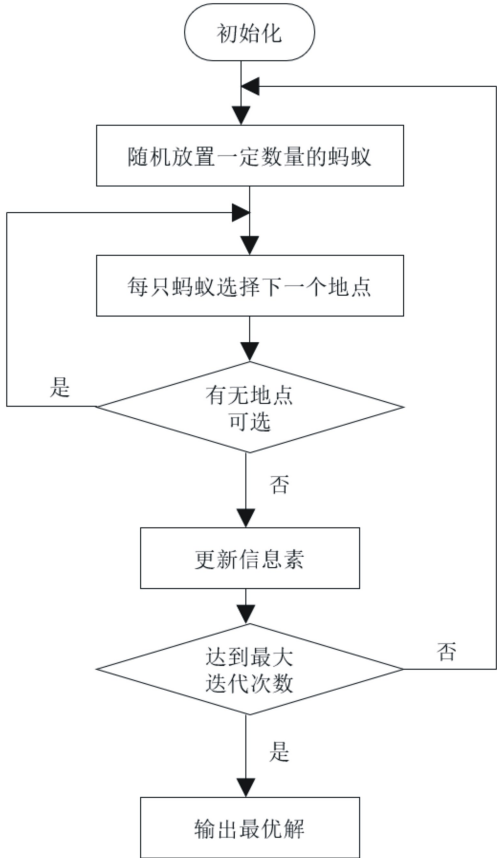 初始化
随机放置一定数量的蚂蚁
每只蚂蚁选择下一个地点
有无地点
可选
是
否
更新信息素
达到最大
迭代次数
否
是
输出最优解